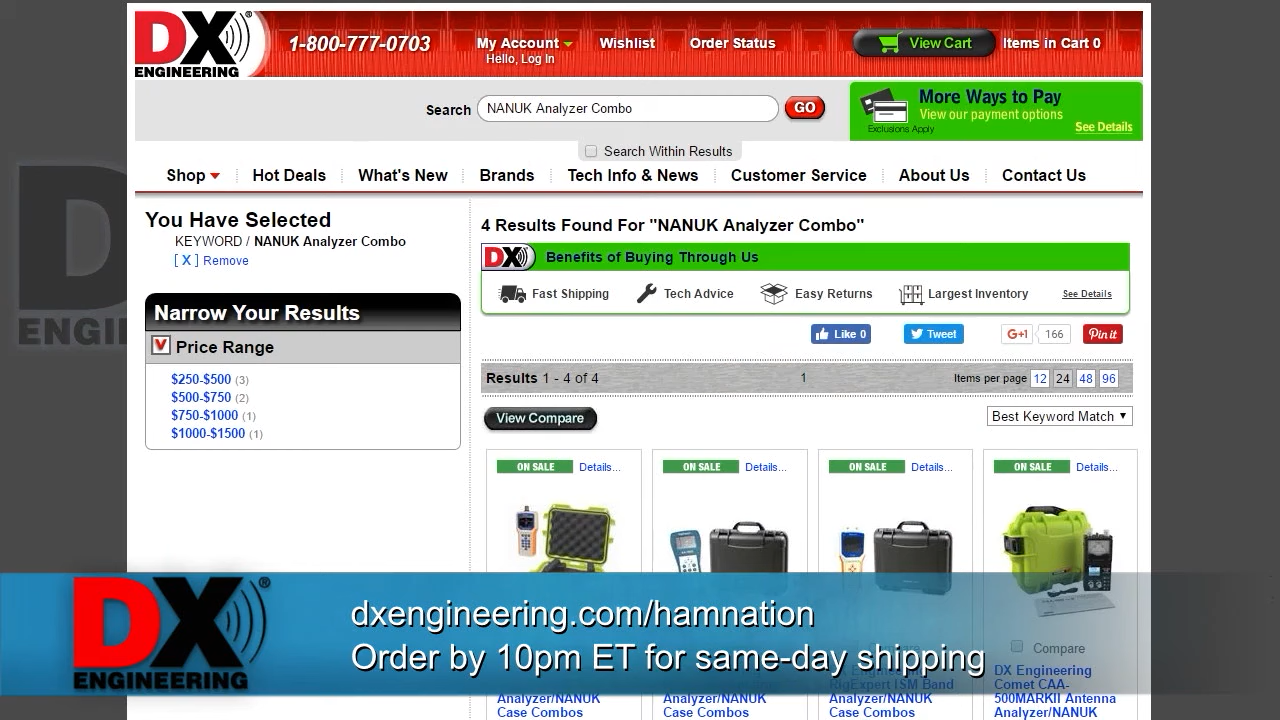 DX ®
ENGINEERING
1-800-777-0703
My Account
Hello, Log In
Wishlist
Order Status
View Cart
Items in Cart 0
Search
NANUK Analyzer Combo
GO
Search Within Results
More Ways to Pay
View our payment options
Exclusions Apply
See Details
Shop
Hot Deals
What's New
Brands
Tech Info & News
Customer Service
About Us
Contact Us
You Have Selected
KEYWORD / NANUK Analyzer Combo
[ X ] Remove
Narrow Your Results
Price Range
$250-$500 (3)
$500-$750 (2)
$750-$1000 (1)
$1000-$1500 (1)
4 Results Found For "NANUK Analyzer Combo"
DX Benefits of Buying Through Us
Fast Shipping
Tech Advice
Easy Returns
Largest Inventory
See Details
Like 0
Tweet
G+1 166
Pin it
Results 1 - 4 of 4
1
Items per page 12 24 48 96
View Compare
Best Keyword Match
ON SALE Details...
ON SALE Details...
ON SALE Details...
ON SALE Details...
DX ®
ENGINEERING
dxengineering.com/hamnation
Order by 10pm ET for same-day shipping
Analyzer/NANUK
Case Combos
Analyzer/NANUK
Case Combos
RigExpert ISM Band
Analyzer/NANUK
Case Combos
Compare
DX Engineering
Comet CAA-
500MARKII Antenna
Analyzer/NANUK
DX
ENGIN